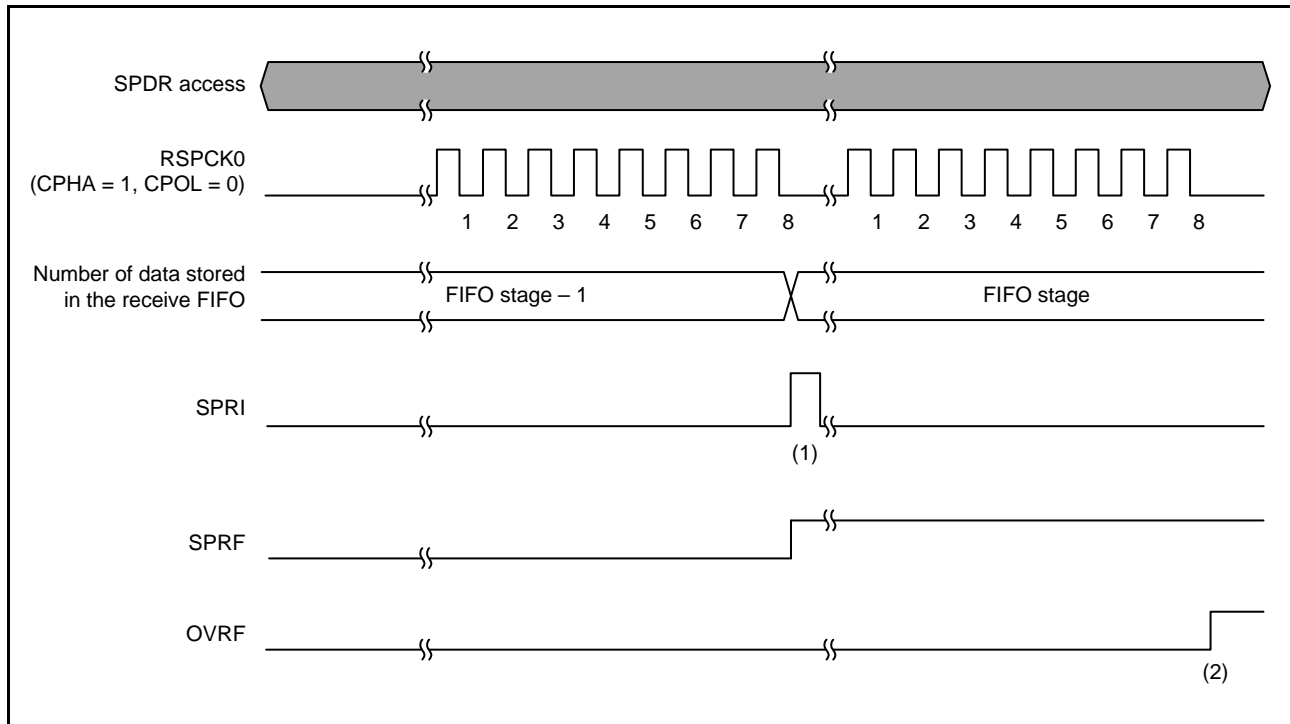 SPDR access
RSPCK0
(CPHA = 1, CPOL = 0)
1 2 3 4 5 6 7 8 1 2 3 4 5 6 7 8
Number of data stored
in the receive FIFO
FIFO stage – 1 FIFO stage
SPRI
(1)
SPRF
OVRF
(2)